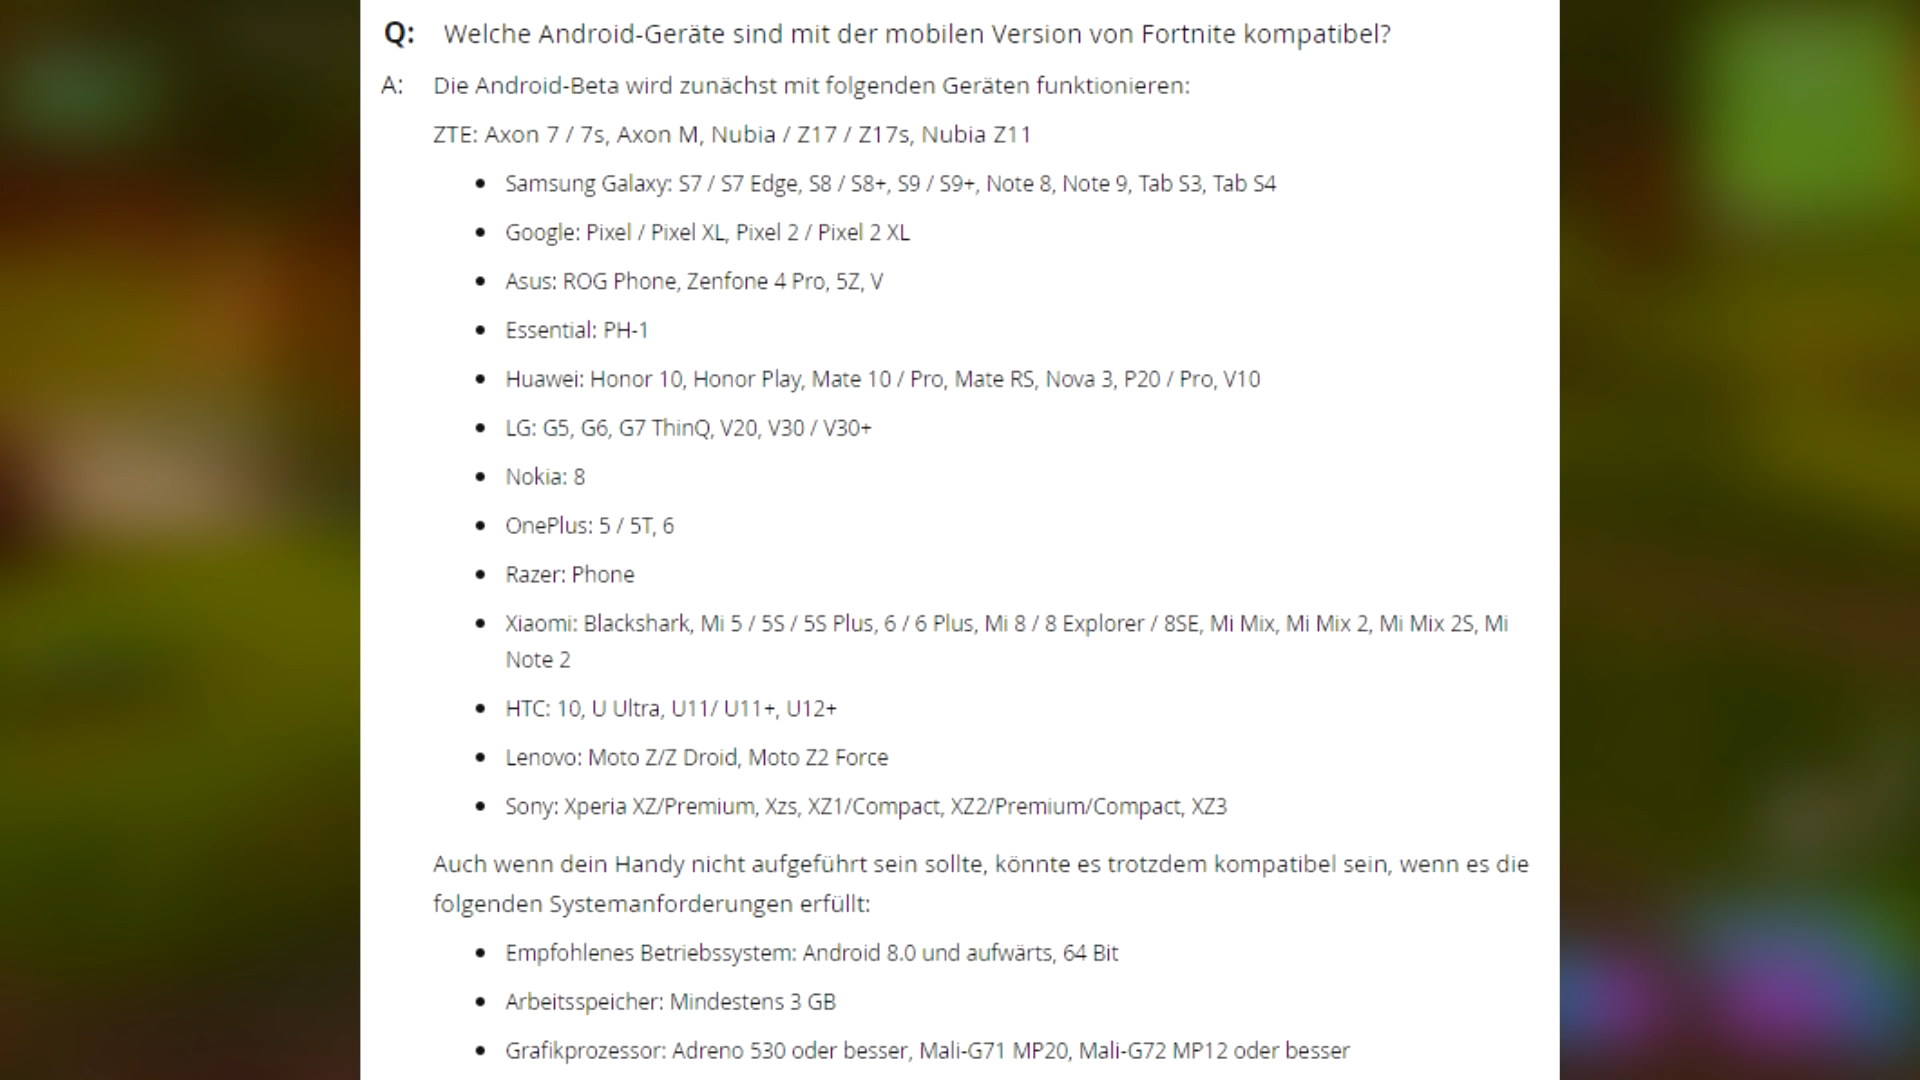 Q: Welche Android-Geräte sind mit der mobilen Version von Fortnite kompatibel?
A: Die Android-Beta wird zunächst mit folgenden Geräten funktionieren:
ZTE: Axon 7 / 7s, Axon M, Nubia / Z17 / Z17s, Nubia Z11
• Samsung Galaxy: S7 / S7 Edge, S8 / S8+, S9 / S9+, Note 8, Note 9, Tab S3, Tab S4
• Google: Pixel / Pixel XL, Pixel 2 / Pixel 2 XL
• Asus: ROG Phone, Zenfone 4 Pro, 5Z, V
• Essential: PH-1
• Huawei: Honor 10, Honor Play, Mate 10 / Pro, Mate RS, Nova 3, P20 / Pro, V10
• LG: G5, G6, G7 ThinQ, V20, V30 / V30+
• Nokia: 8
• OnePlus: 5 / 5T, 6
• Razer: Phone
• Xiaomi: Blackshark, Mi 5 / 5S / 5S Plus, 6 / 6 Plus, Mi 8 / 8 Explorer / 8SE, Mi Mix, Mi Mix 2, Mi Mix 2S, Mi
Note 2
• HTC: 10, U Ultra, U11/ U11+, U12+
• Lenovo: Moto Z/Z Droid, Moto Z2 Force
• Sony: Xperia XZ/Premium, Xzs, XZ1/Compact, XZ2/Premium/Compact, XZ3
Auch wenn dein Handy nicht aufgeführt sein sollte, könnte es trotzdem kompatibel sein, wenn es die
folgenden Systemanforderungen erfüllt:
• Empfohlenes Betriebssystem: Android 8.0 und aufwärts, 64 Bit
• Arbeitsspeicher: Mindestens 3 GB
• Grafikprozessor: Adreno 530 oder besser, Mali-G71 MP20, Mali-G72 MP12 oder besser